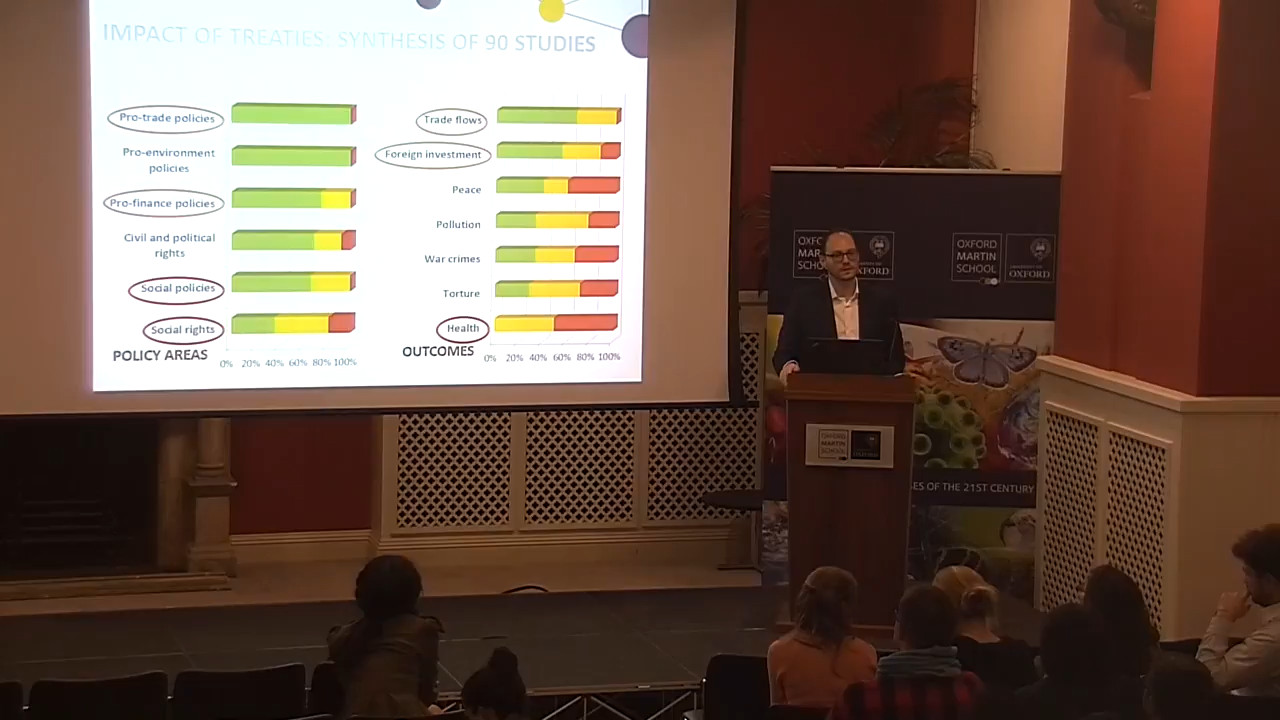 IMPACT OF TREATIES: SYNTHESIS OF 90 STUDIES
Pro-trade policies
Pro-environment
policies
Pro-finance policies
Civil and political
rights
Social policies
Social rights
POLICY AREAS
0% 20% 40% 60% 80% 100%
Trade flows
Foreign investment
Peace
Pollution
War crimes
Torture
Health
OUTCOMES
0% 20% 40% 60% 80% 100%
OXFORD
MARTIN
SCHOOL
UNIVERSITY OF
OXFORD
OXFO
MAR
SCHO
OXFORD
OXFORD
MARTIN
SCHOOL
ES OF THE 21ST CENTURY